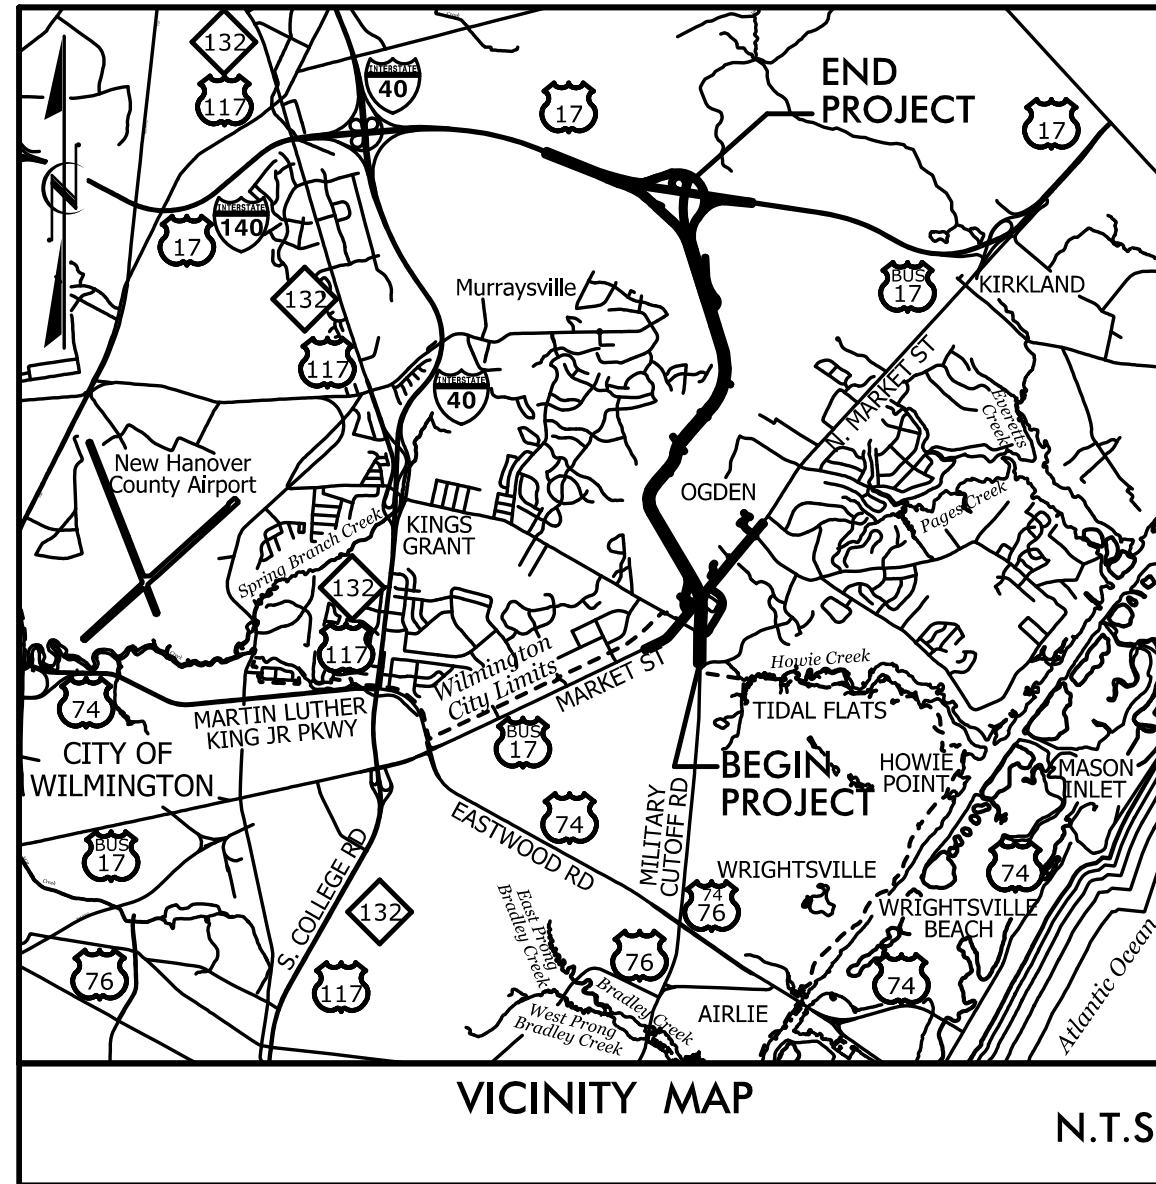 132
117
INTERSTATE
40
17
END
PROJECT
17
N
INTERSTATE
140
17
132
Murraysville
BUS
17
KIRKLAND
117
INTERSTATE
40
N. MARKET ST
Everetts
Creek
New Hanover
County Airport
OGDEN
Pages Creek
KINGS
GRANT
Spring Branch Creek
132
117
Wilmington
City Limits
MARKET ST
Howie Creek
74
MARTIN LUTHER
KING JR PKWY
TIDAL FLATS
BUS
17
CITY OF
WILMINGTON
BEGIN
PROJECT
HOWIE
POINT
MASON
INLET
74
EASTWOOD RD
MILITARY
CUTOFF RD
BUS
17
S. COLLEGE RD
WRIGHTSVILLE
74
74
76
132
WRIGHTSVILLE
BEACH
East Prong
Bradley Creek
76
76
117
74
Bradley Creek
West Prong
Bradley Creek
AIRLIE
Atlantic Ocean
VICINITY MAP
N.T.S